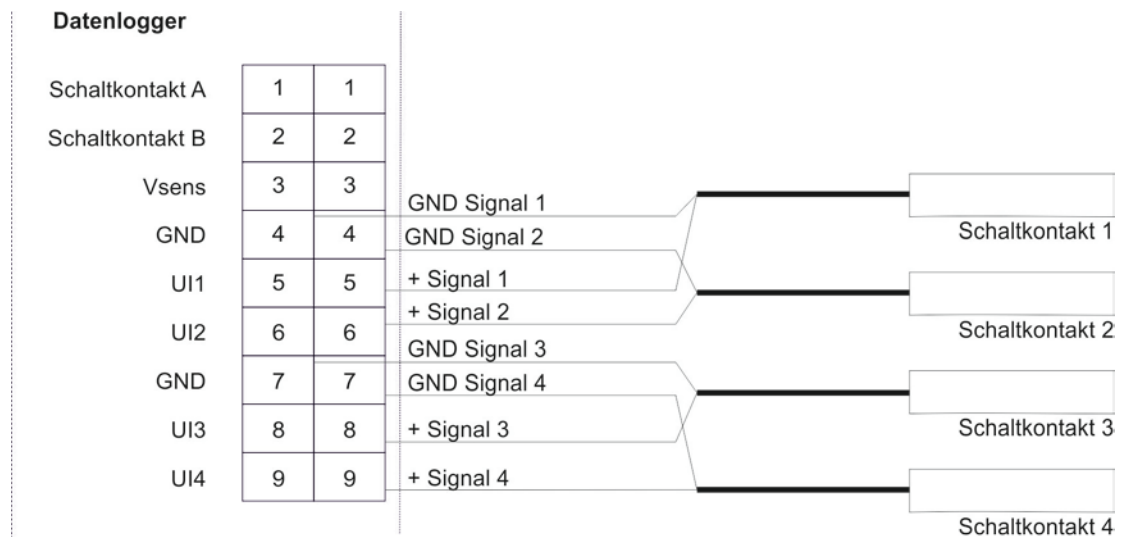 Datenlogger
Schaltkontakt A 1 1
Schaltkontakt B 2 2
Vsens 3 3
GND Signal 1
GND 4 4 GND Signal 2
Schaltkontakt 1
UI1 5 5 + Signal 1
+ Signal 2
UI2 6 6
Schaltkontakt 2
GND Signal 3
GND 7 7 GND Signal 4
UI3 8 8 + Signal 3
Schaltkontakt 3
UI4 9 9 + Signal 4
Schaltkontakt 4